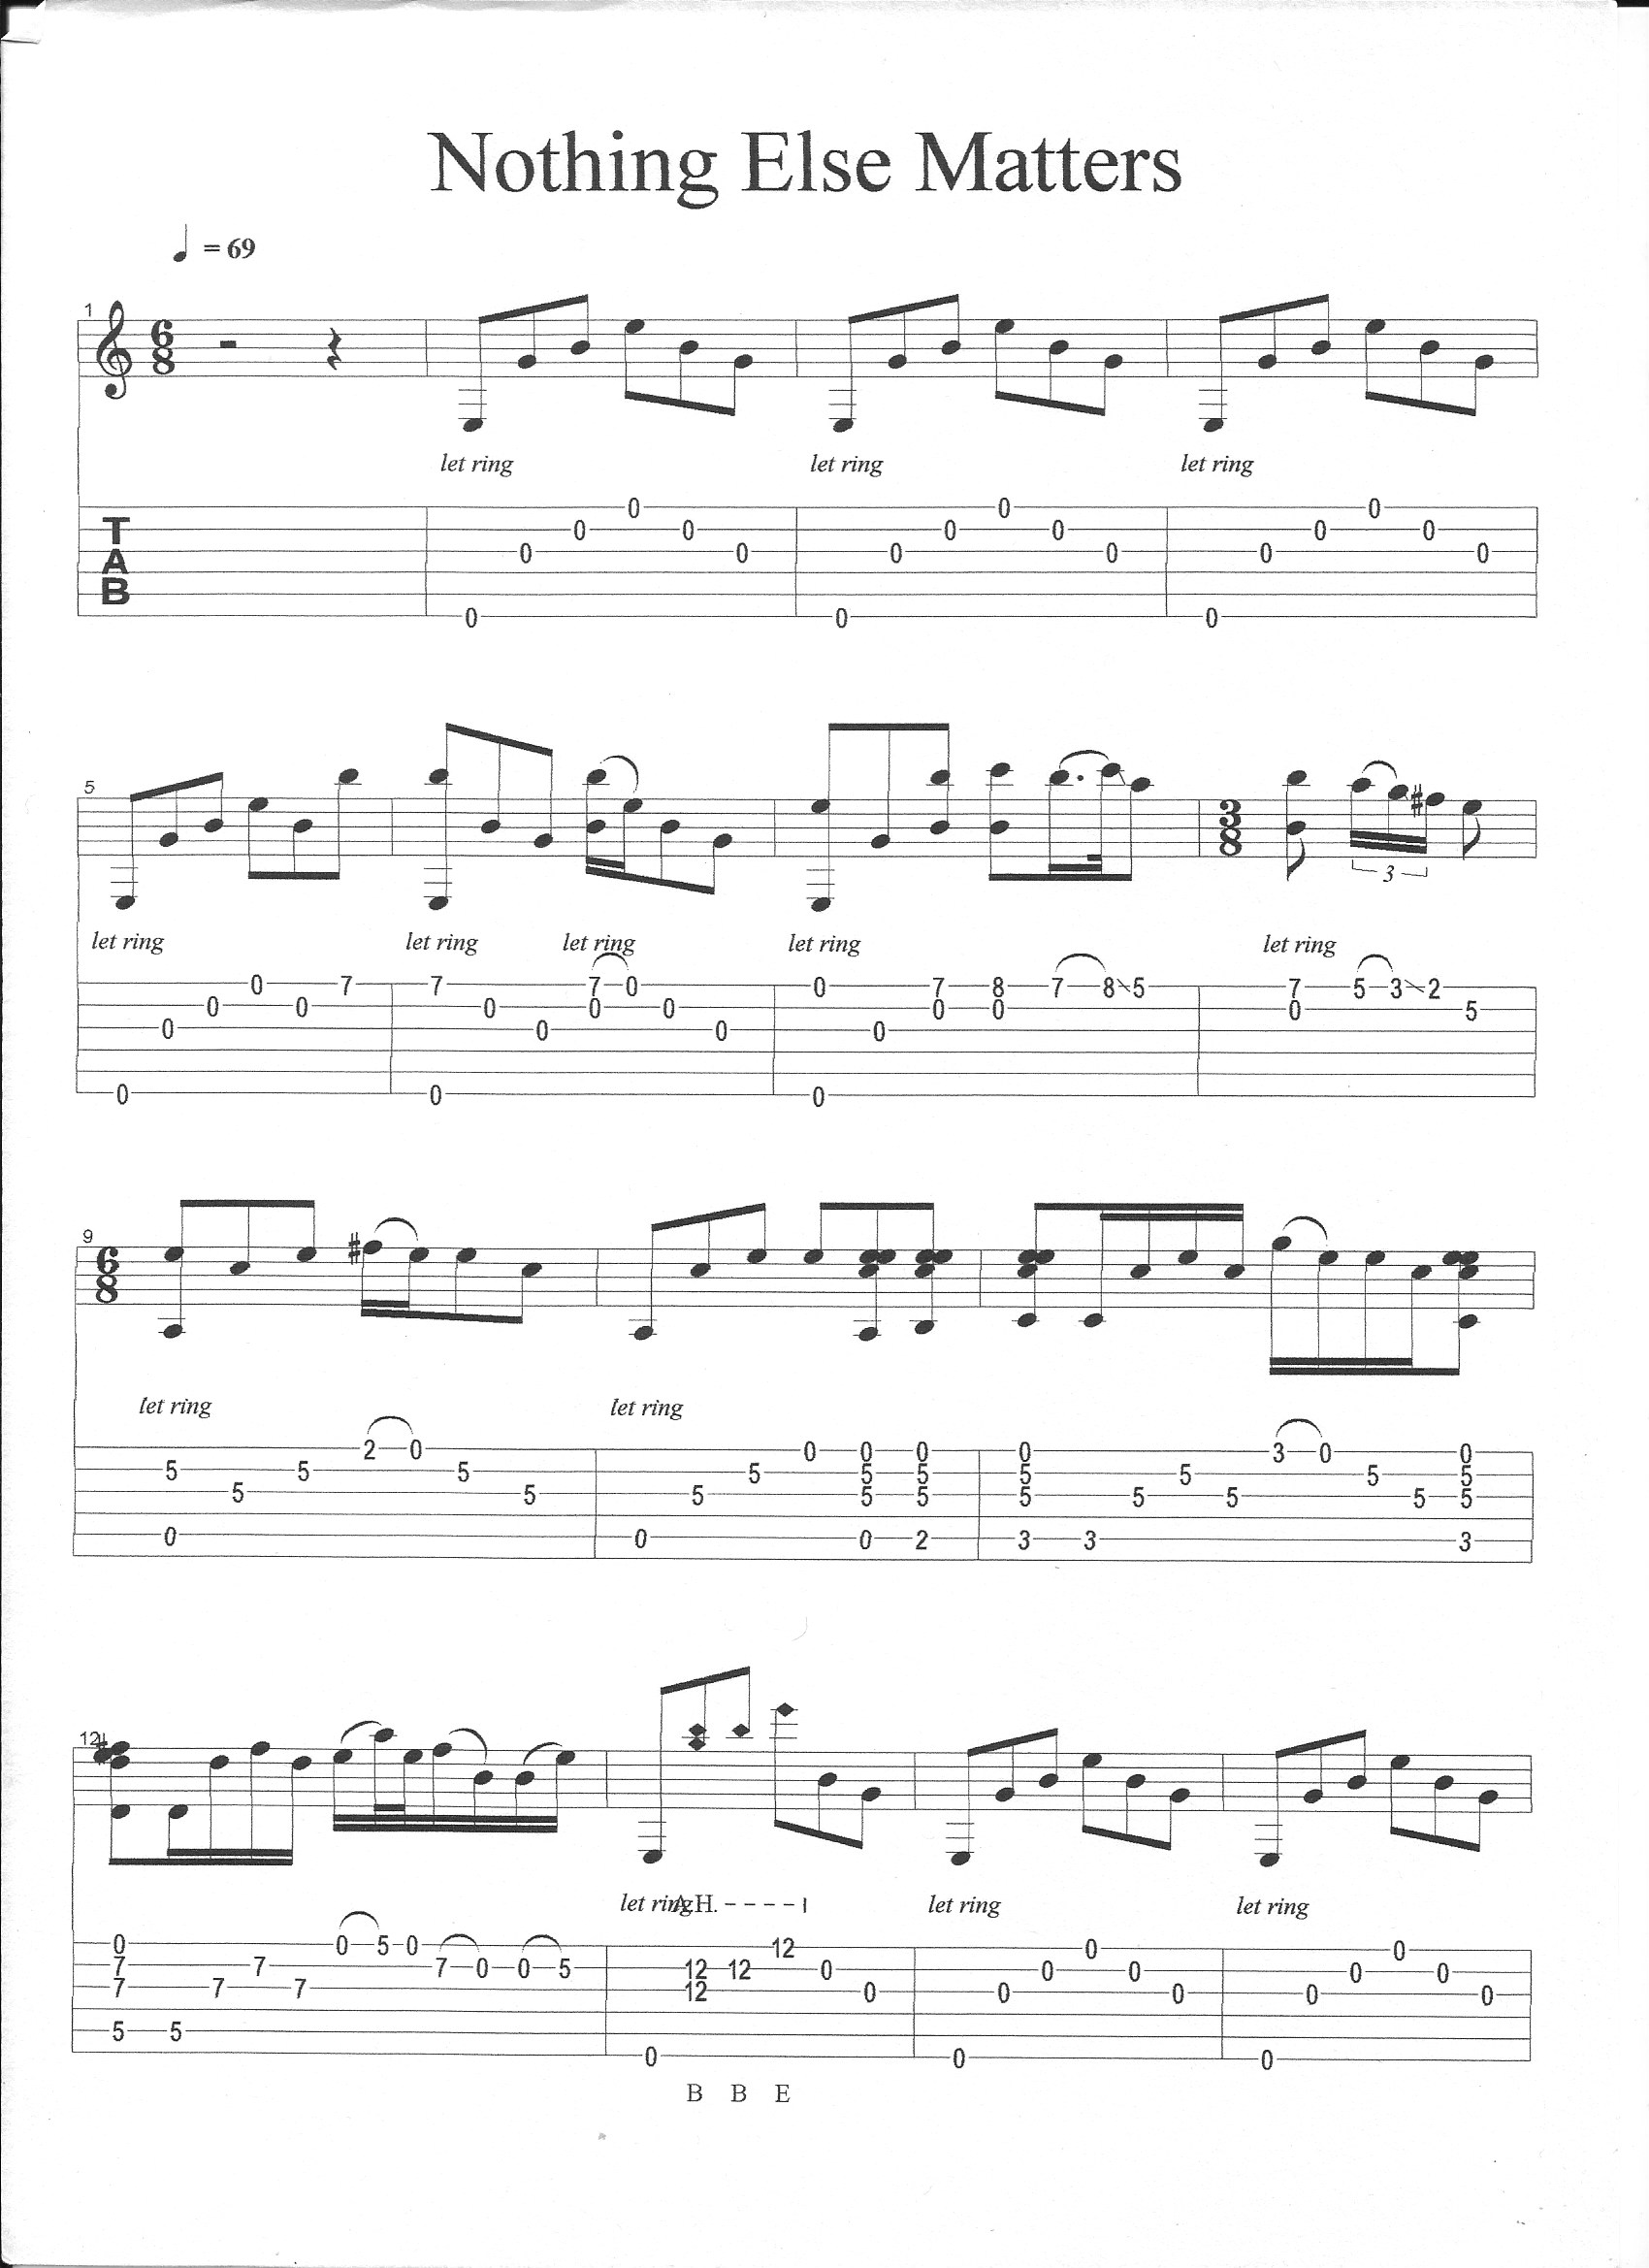 Nothing Else Matters
♩ = 69
1
6
8
let ring let ring let ring
T
A
B
0 0 0
0 0 0 0 0 0
0 0 0 0 0 0
0 0 0
5
3
8
3
let ring let ring let ring let ring let ring
0 7 7 7 0 0 7 8 7 8 5 7 5 3 2
0 0 0 0 0 0 0 0 5
0 0 0 0
0 0 0
9
6
8
let ring let ring
2 0 0 0 0 0 3 0 0
5 5 5 5 5 5 5 5 5 5
5 5 5 5 5 5 5 5 5 5
0 0 0 2 3 3 3
12
let ring A.H. let ring let ring
0 0 5 0 12 0 0
7 7 7 0 0 5 12 12 0 0 0 0 0
7 7 7 12 0 0 0 0 0
5 5
0 0 0
B B E